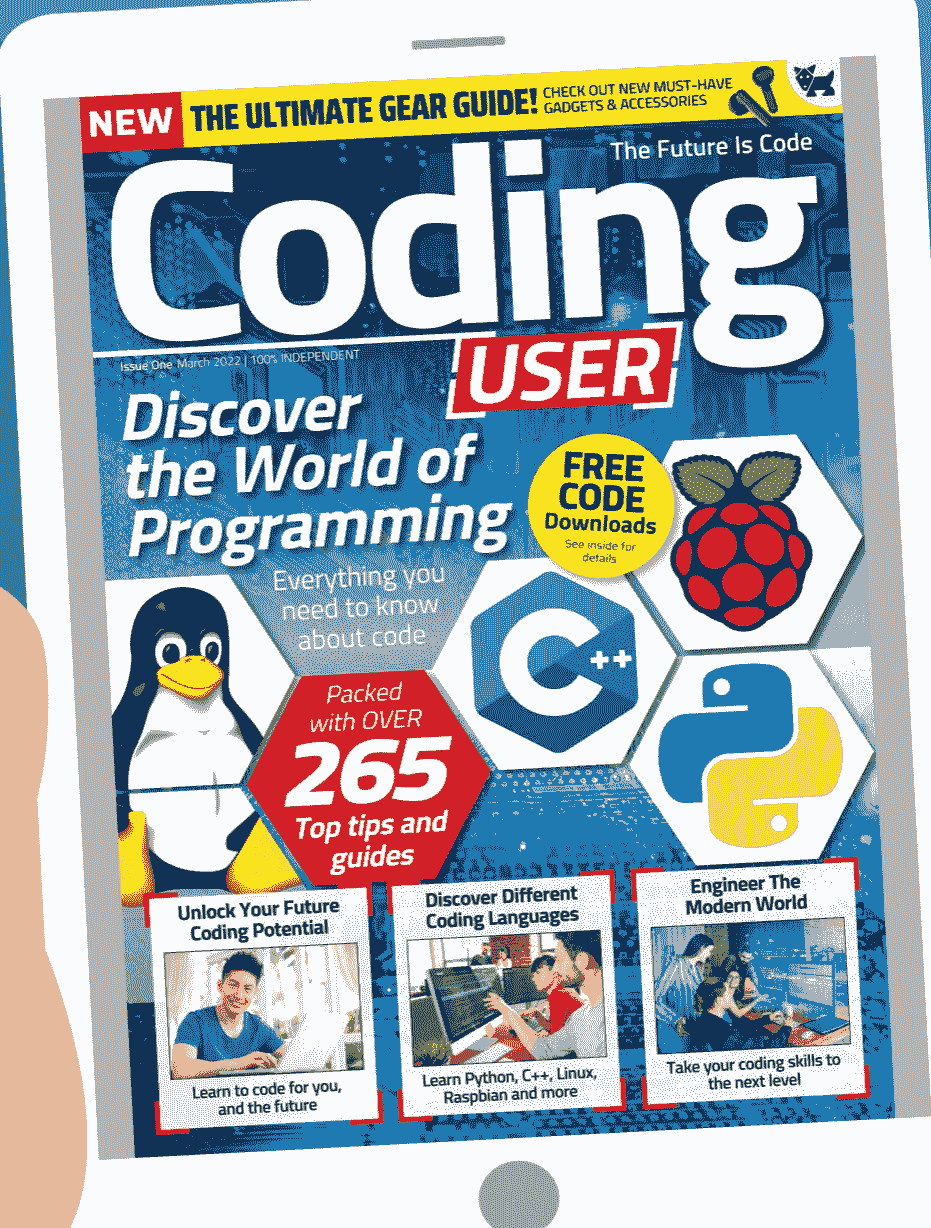 NEW
THE ULTIMATE GEAR GUIDE!
CHECK OUT NEW MUST-HAVE
GADGETS & ACCESSORIES
The Future Is Code
Coding
USER
Issue One March 2022 | 100% INDEPENDENT
Discover
the World of
Programming
FREE
CODE
Downloads
See inside for
details
Everything you
need to know
about code
C++
Packed
with OVER
265
Top tips and
guides
Unlock Your Future
Coding Potential
Learn to code for you,
and the future
Discover Different
Coding Languages
Learn Python, C++, Linux,
Raspbian and more
Engineer The
Modern World
Take your coding skills to
the next level